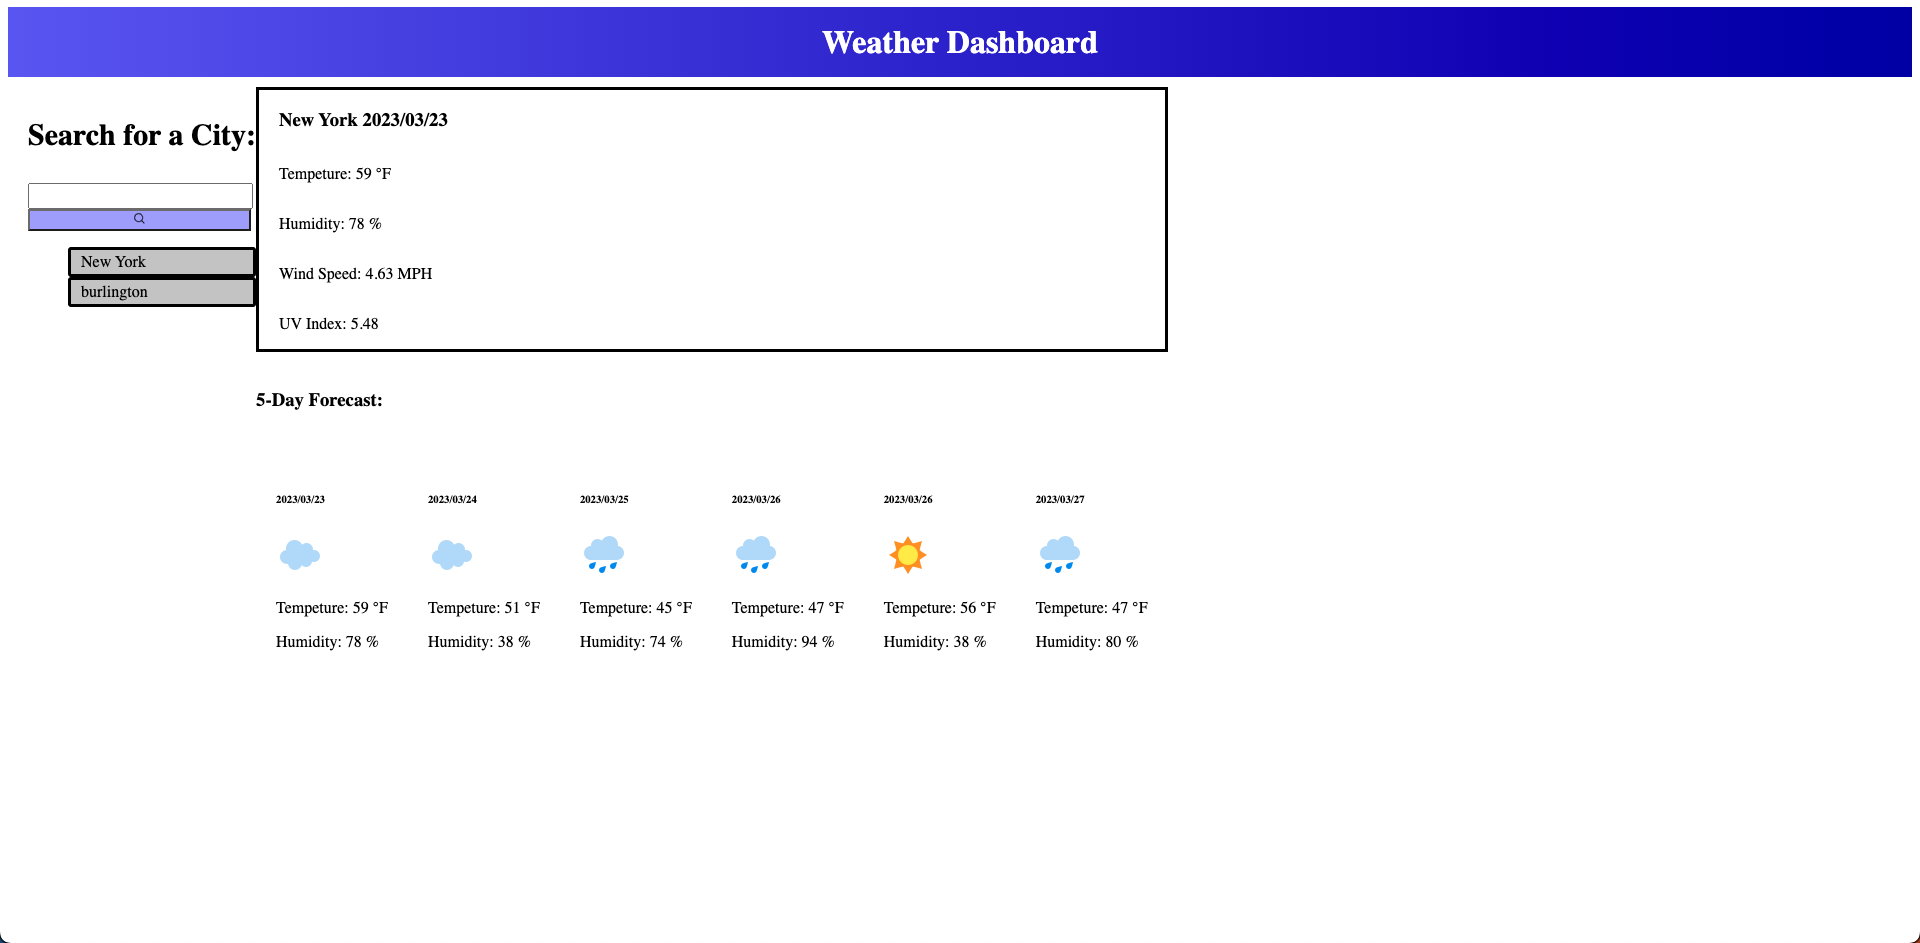 Weather Dashboard
Search for a City:
New York
burlington
New York 2023/03/23
Tempeture: 59 °F
Humidity: 78 %
Wind Speed: 4.63 MPH
UV Index: 5.48
5-Day Forecast:
2023/03/23 2023/03/24 2023/03/25 2023/03/26 2023/03/26 2023/03/27
Tempeture: 59 °F Tempeture: 51 °F Tempeture: 45 °F Tempeture: 47 °F Tempeture: 56 °F Tempeture: 47 °F
Humidity: 78 % Humidity: 38 % Humidity: 74 % Humidity: 94 % Humidity: 38 % Humidity: 80 %